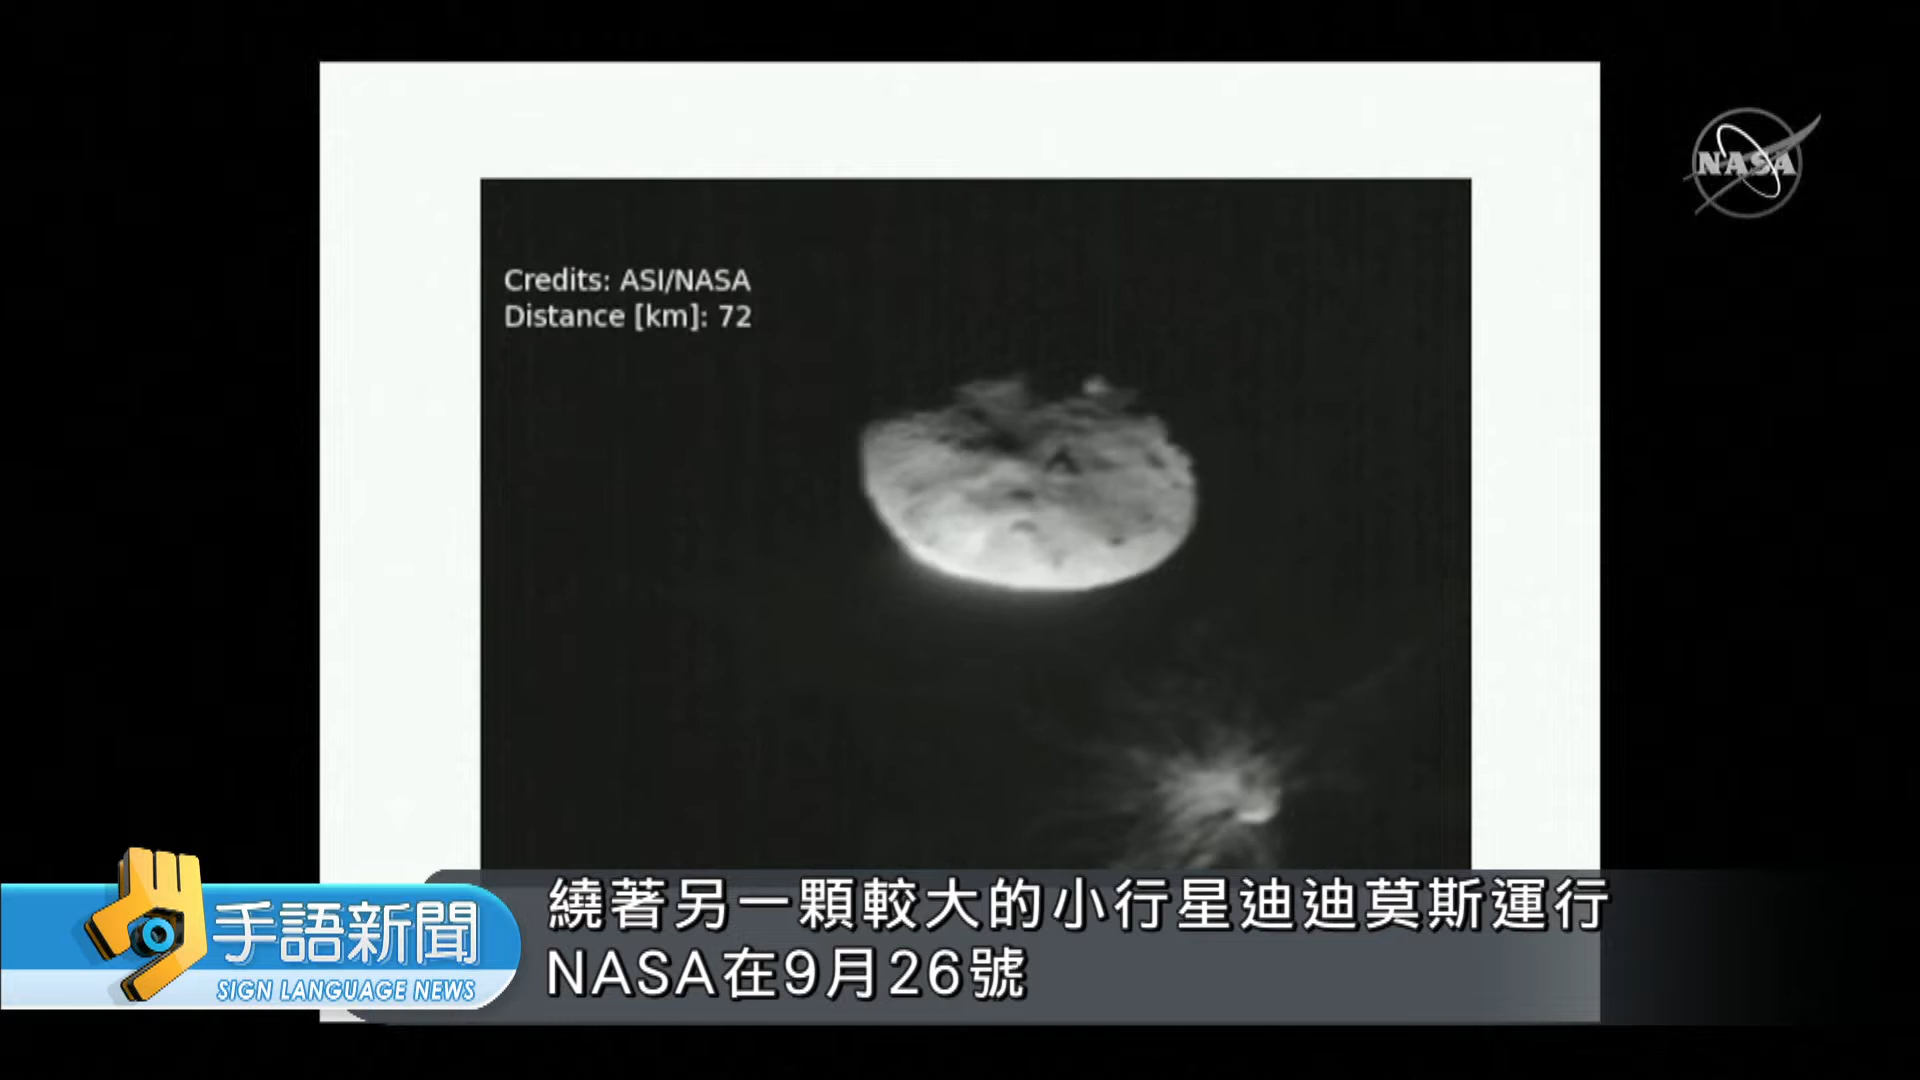 NASA
Credits: ASI/NASA
Distance [km]: 72
繞著另一顆較大的小行星迪迪莫斯運行
NASA在9月26號
手語新聞
SIGN LANGUAGE NEWS